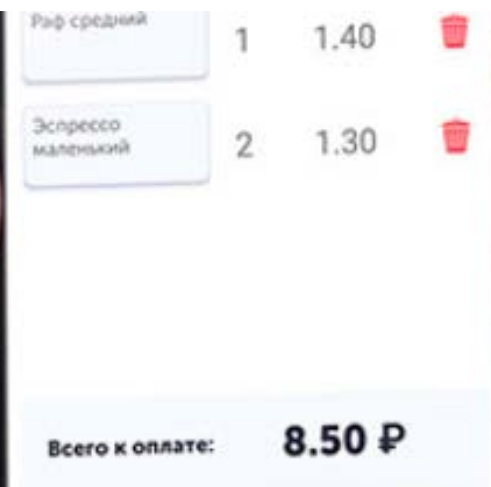 Раф средний
1 1.40
Эспрессо
маленький
2 1.30
Всего к оплате: 8.50 ₽